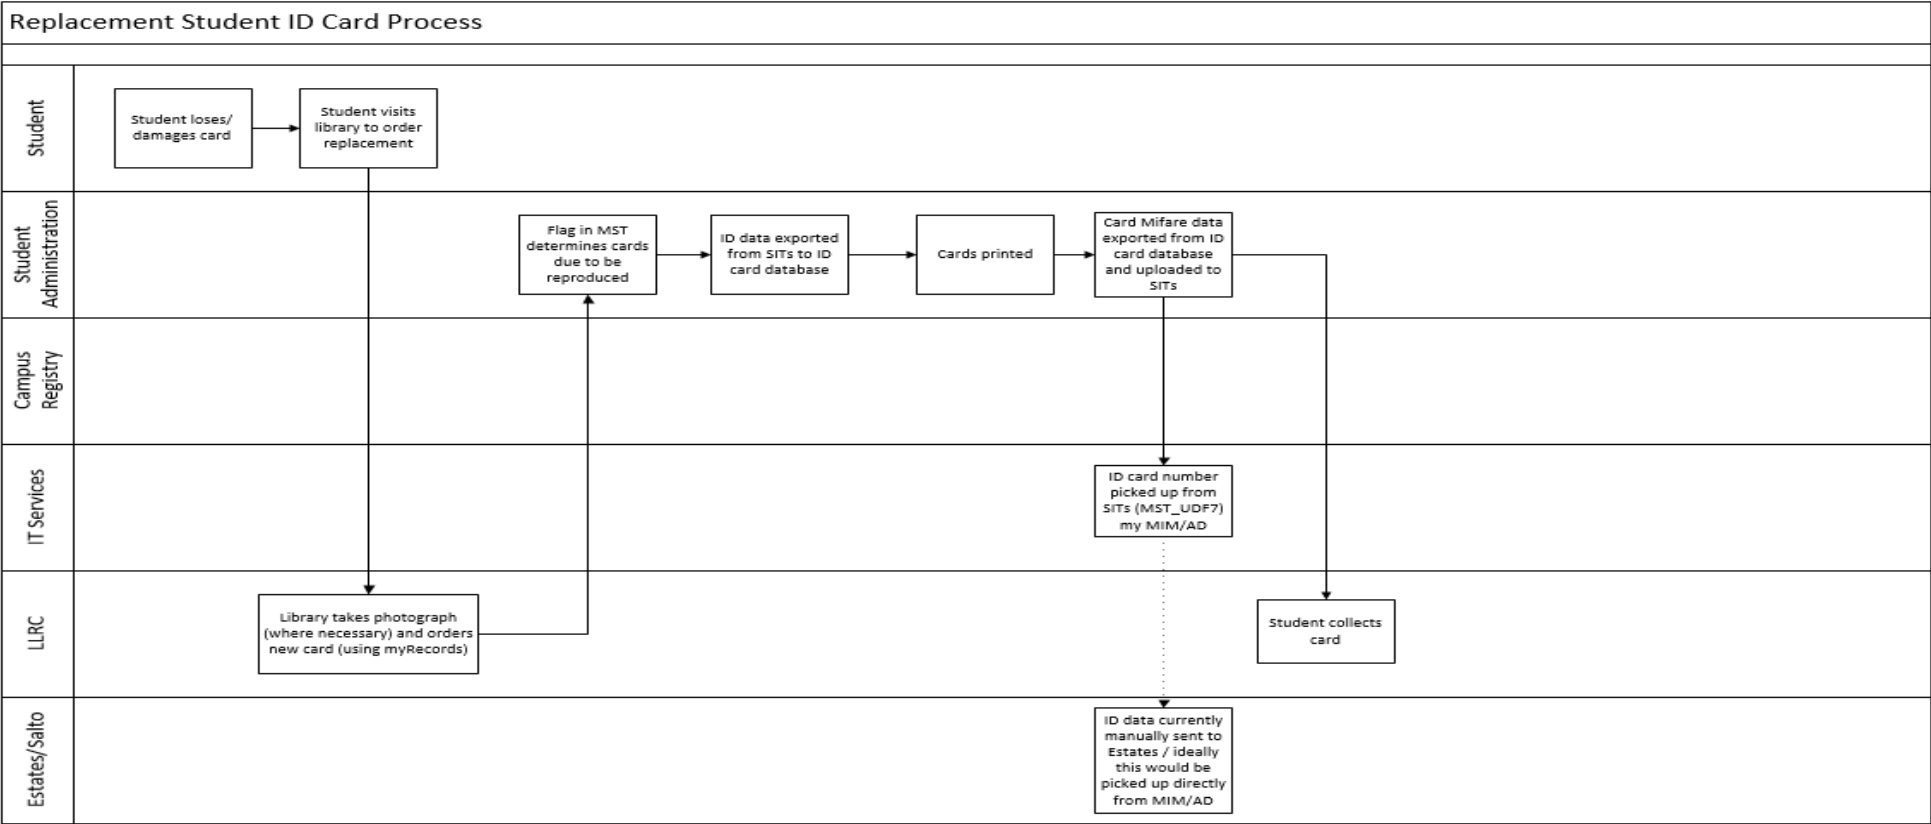 Replacement Student ID Card Process
Student
Student loses/
damages card
Student visits
library to order
replacement
Student
Administration
Flag in MST
determines cards
due to be
reproduced
ID data exported
from SITs to ID
card database
Cards printed
Card Mifare data
exported from ID
card database
and uploaded to
SITs
Campus
Registry
IT Services
ID card number
picked up from
SITs (MST_UDF7)
my MIM/AD
LLRC
Library takes photograph
(where necessary) and orders
new card (using myRecords)
Student collects
card
Estates/Salto
ID data currently
manually sent to
Estates / ideally
this would be
picked up directly
from MIM/AD